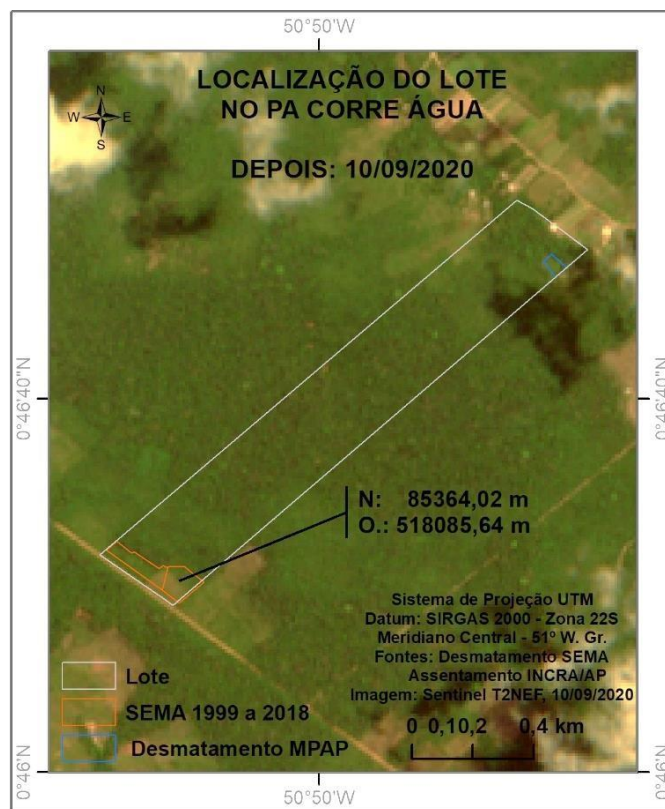 50°50'W
LOCALIZAÇÃO DO LOTE
NO PA CORRE ÁGUA
N
W E
S
DEPOIS: 10/09/2020
0°46'40"N
0°46'40"N
N: 85364,02 m
O.: 518085,64 m
Sistema de Projeção UTM
Datum: SIRGAS 2000 - Zona 22S
Meridiano Central - 51º W. Gr.
Fontes: Desmatamento SEMA
Assentamento INCRA/AP
Imagem: Sentinel T2NEF, 10/09/2020
Lote
SEMA 1999 a 2018
Desmatamento MPAP
0 0,10,2 0,4 km
0°46'N
0°46'N
50°50'W